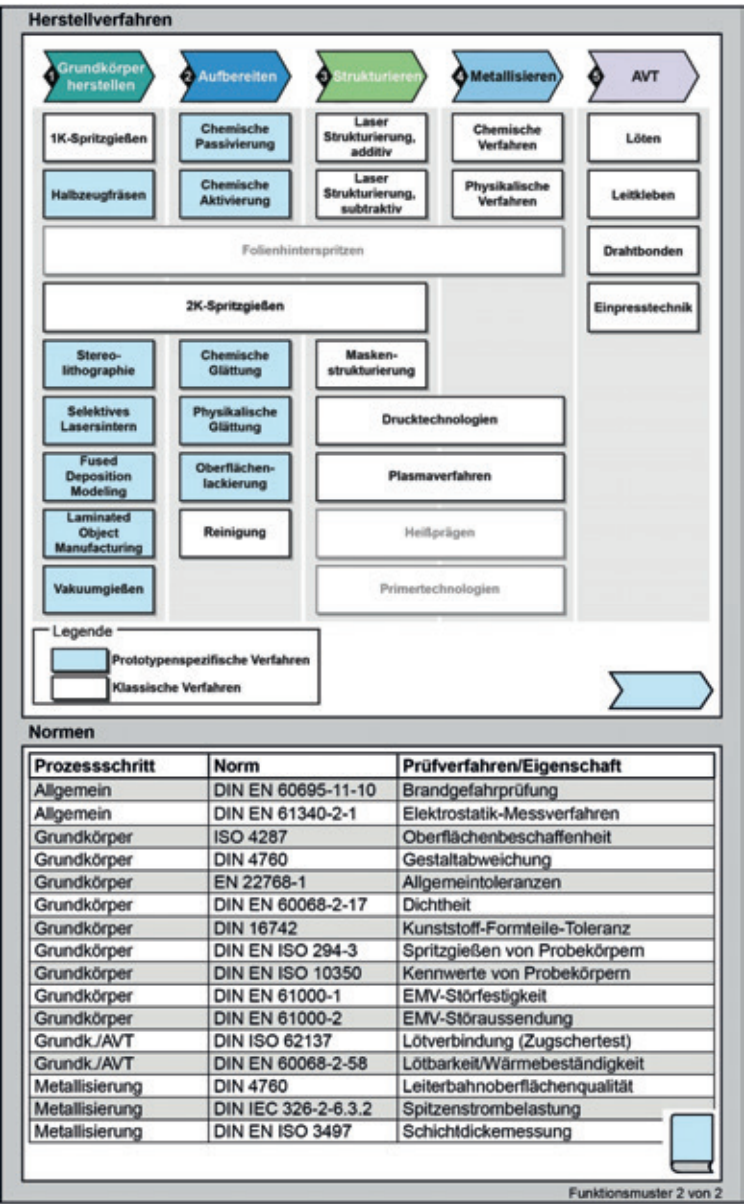 Herstellverfahren
1 Grundkörper
herstellen
2 Aufbereiten
3 Strukturieren
4 Metallisieren
5 AVT
1K-Spritzgießen
Chemische
Passivierung
Laser
Strukturierung,
additiv
Chemische
Verfahren
Löten
Halbzeugfräsen
Chemische
Aktivierung
Laser
Strukturierung,
subtraktiv
Physikalische
Verfahren
Leitkleben
Folienhinterspritzen
Drahtbonden
2K-Spritzgießen
Einpresstechnik
Stereo-
lithographie
Chemische
Glättung
Masken-
strukturierung
Selektives
Lasersintern
Physikalische
Glättung
Drucktechnologien
Fused
Deposition
Modeling
Oberflächen-
lackierung
Plasmaverfahren
Laminated
Object
Manufacturing
Reinigung
Heißprägen
Vakuumgießen
Primertechnologien
Legende
Prototypenspezifische Verfahren
Klassische Verfahren
Normen
Prozessschritt Norm Prüfverfahren/Eigenschaft
Allgemein DIN EN 60695-11-10 Brandgefahrprüfung
Allgemein DIN EN 61340-2-1 Elektrostatik-Messverfahren
Grundkörper ISO 4287 Oberflächenbeschaffenheit
Grundkörper DIN 4760 Gestaltabweichung
Grundkörper EN 22768-1 Allgemeintoleranzen
Grundkörper DIN EN 60068-2-17 Dichtheit
Grundkörper DIN 16742 Kunststoff-Formteile-Toleranz
Grundkörper DIN EN ISO 294-3 Spritzgießen von Probekörpern
Grundkörper DIN EN ISO 10350 Kennwerte von Probekörpern
Grundkörper DIN EN 61000-1 EMV-Störfestigkeit
Grundkörper DIN EN 61000-2 EMV-Störaussendung
Grundk./AVT DIN ISO 62137 Lötverbindung (Zugschertest)
Grundk./AVT DIN EN 60068-2-58 Lötbarkeit/Wärmebeständigkeit
Metallisierung DIN 4760 Leiterbahnoberflächenqualität
Metallisierung DIN IEC 326-2-6.3.2 Spitzenstrombelastung
Metallisierung DIN EN ISO 3497 Schichtdickemessung
Funktionsmuster 2 von 2